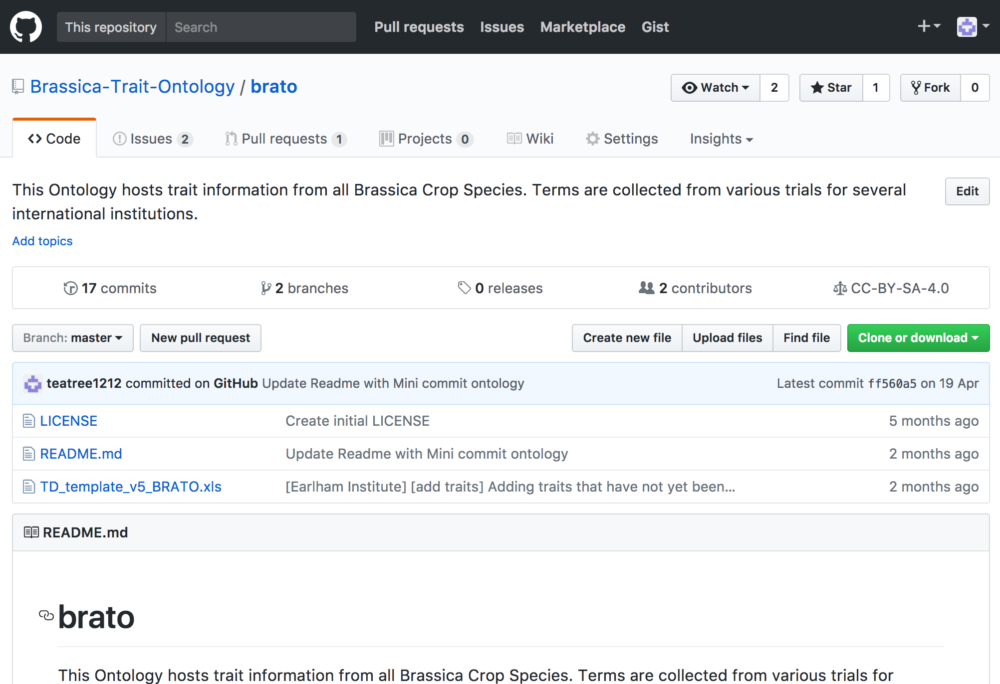 This repository Search Pull requests Issues Marketplace Gist
Brassica-Trait-Ontology / brato Watch 2 Star 1 Fork 0
Code Issues 2 Pull requests 1 Projects 0 Wiki Settings Insights
This Ontology hosts trait information from all Brassica Crop Species. Terms are collected from various trials for several Edit
international institutions.
Add topics
17 commits 2 branches 0 releases 2 contributors CC-BY-SA-4.0
Branch: master New pull request Create new file Upload files Find file Clone or download
teatree1212 committed on GitHub Update Readme with Mini commit ontology Latest commit ff560a5 on 19 Apr
LICENSE Create initial LICENSE 5 months ago
README.md Update Readme with Mini commit ontology 2 months ago
TD_template_v5_BRATO.xls [Earlham Institute] [add traits] Adding traits that have not yet been... 2 months ago
README.md
brato
This Ontology hosts trait information from all Brassica Crop Species. Terms are collected from various trials for